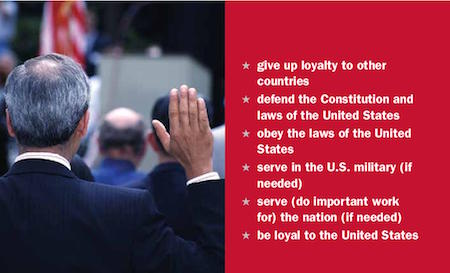 ★ give up loyalty to other
countries
★ defend the Constitution and
laws of the United States
★ obey the laws of the United
States
★ serve in the U.S. military (if
needed)
★ serve (do important work
for) the nation (if needed)
★ be loyal to the United States